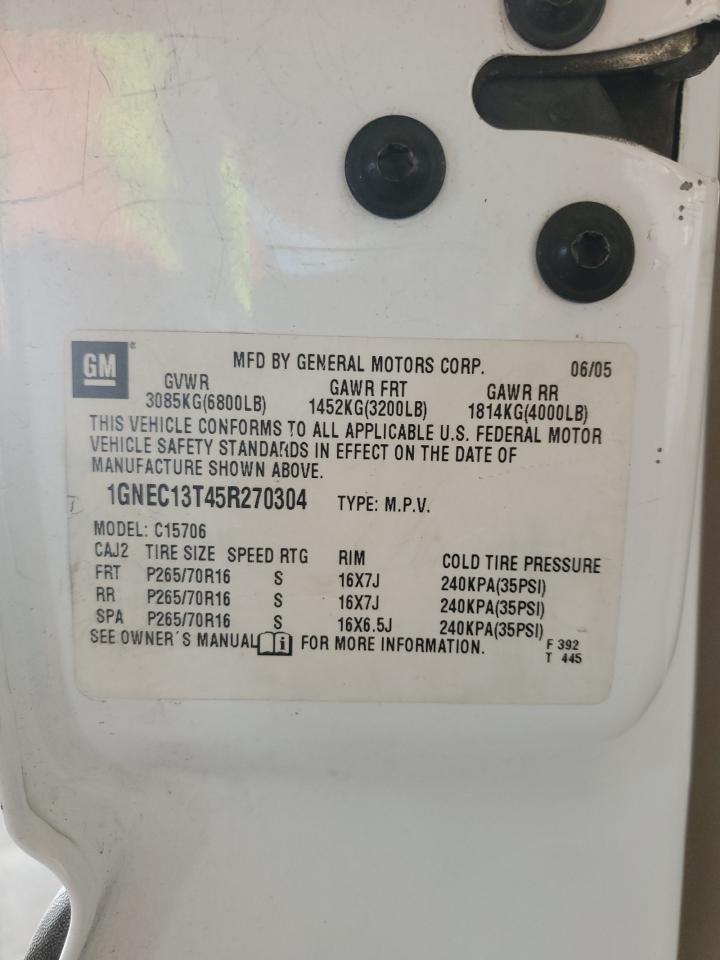 GM
MFD BY GENERAL MOTORS CORP. 06/05
GVWR GAWR FRT GAWR RR
3085KG(6800LB) 1452KG(3200LB) 1814KG(4000LB)
THIS VEHICLE CONFORMS TO ALL APPLICABLE U.S. FEDERAL MOTOR
VEHICLE SAFETY STANDARDS IN EFFECT ON THE DATE OF
MANUFACTURE SHOWN ABOVE.
1GNEC13T45R270304 TYPE: M.P.V.
MODEL: C15706
CAJ2 TIRE SIZE SPEED RTG RIM COLD TIRE PRESSURE
FRT P265/70R16 S 16X7J 240KPA(35PSI)
RR P265/70R16 S 16X7J 240KPA(35PSI)
SPA P265/70R16 S 16X6.5J 240KPA(35PSI)
SEE OWNER´S MANUAL i FOR MORE INFORMATION. F 392
T 445